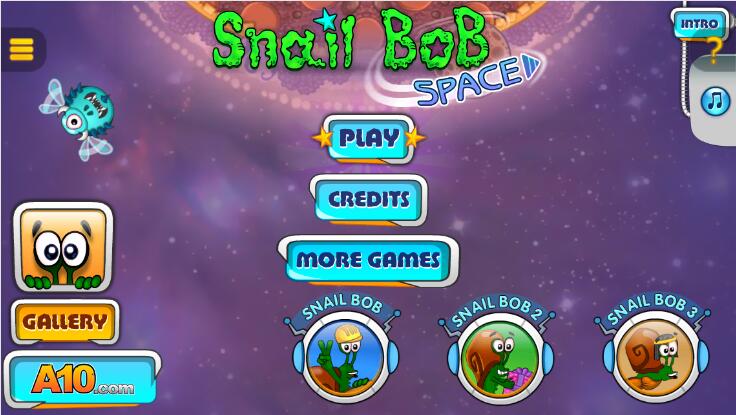 Snail BoB
SPACE
INTRO
?
PLAY
CREDITS
MORE GAMES
GALLERY
A10.com
SNAIL BOB
SNAIL BOB 2
SNAIL BOB 3